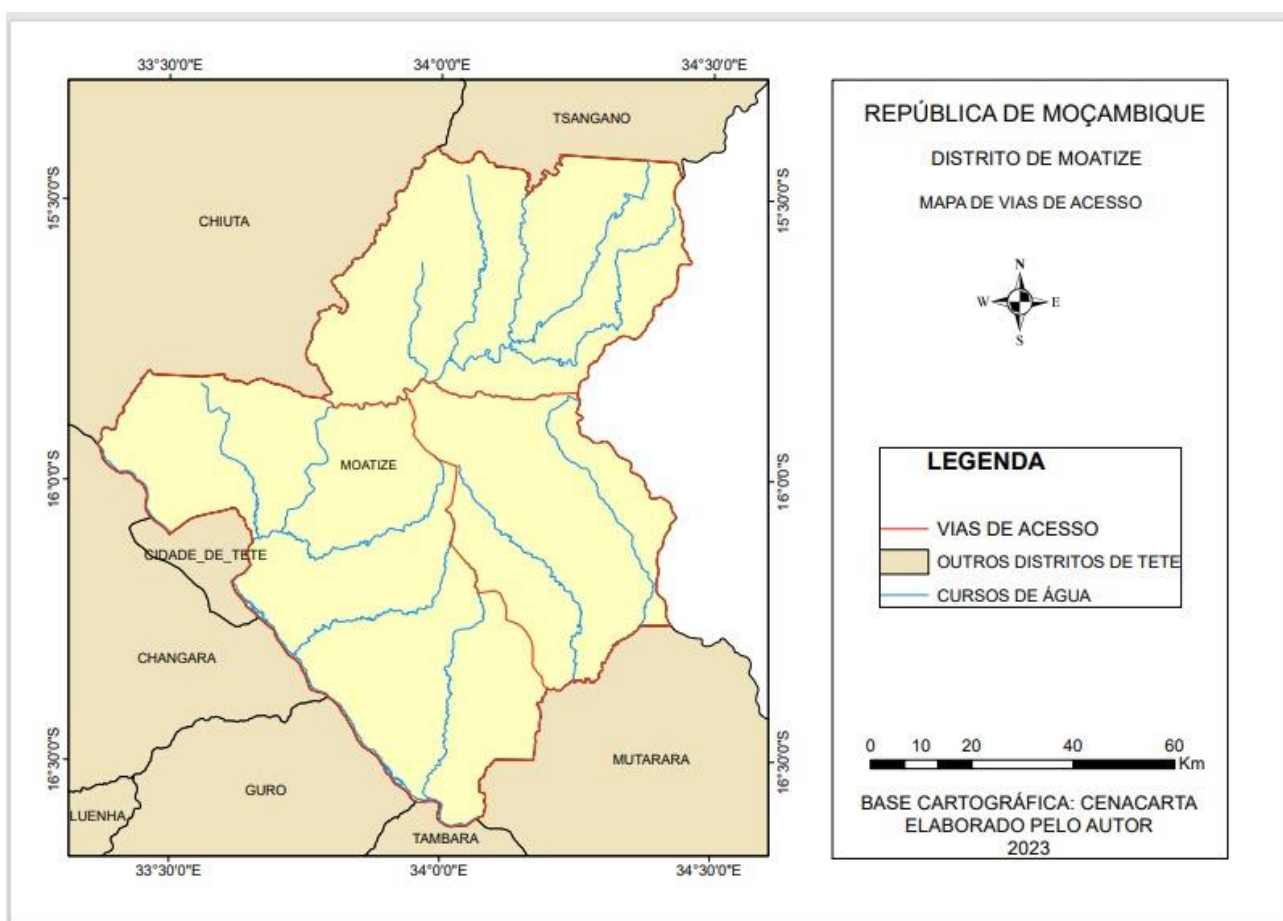 33°30'0"E
34°0'0"E
34°30'0"E
TSANGANO
CHIUTA
15°30'0"S
15°30'0"S
MOATIZE
16°0'0"S
16°0'0"S
CIDADE_DE_TETE
CHANGARA
MUTARARA
GURO
LUENHA
TAMBARA
16°30'0"S
16°30'0"S
33°30'0"E
34°0'0"E
34°30'0"E
REPÚBLICA DE MOÇAMBIQUE
DISTRITO DE MOATIZE
MAPA DE VIAS DE ACESSO
N
W E
S
LEGENDA
VIAS DE ACESSO
OUTROS DISTRITOS DE TETE
CURSOS DE ÁGUA
0 10 20 40 60
Km
BASE CARTOGRÁFICA: CENACARTA
ELABORADO PELO AUTOR
2023